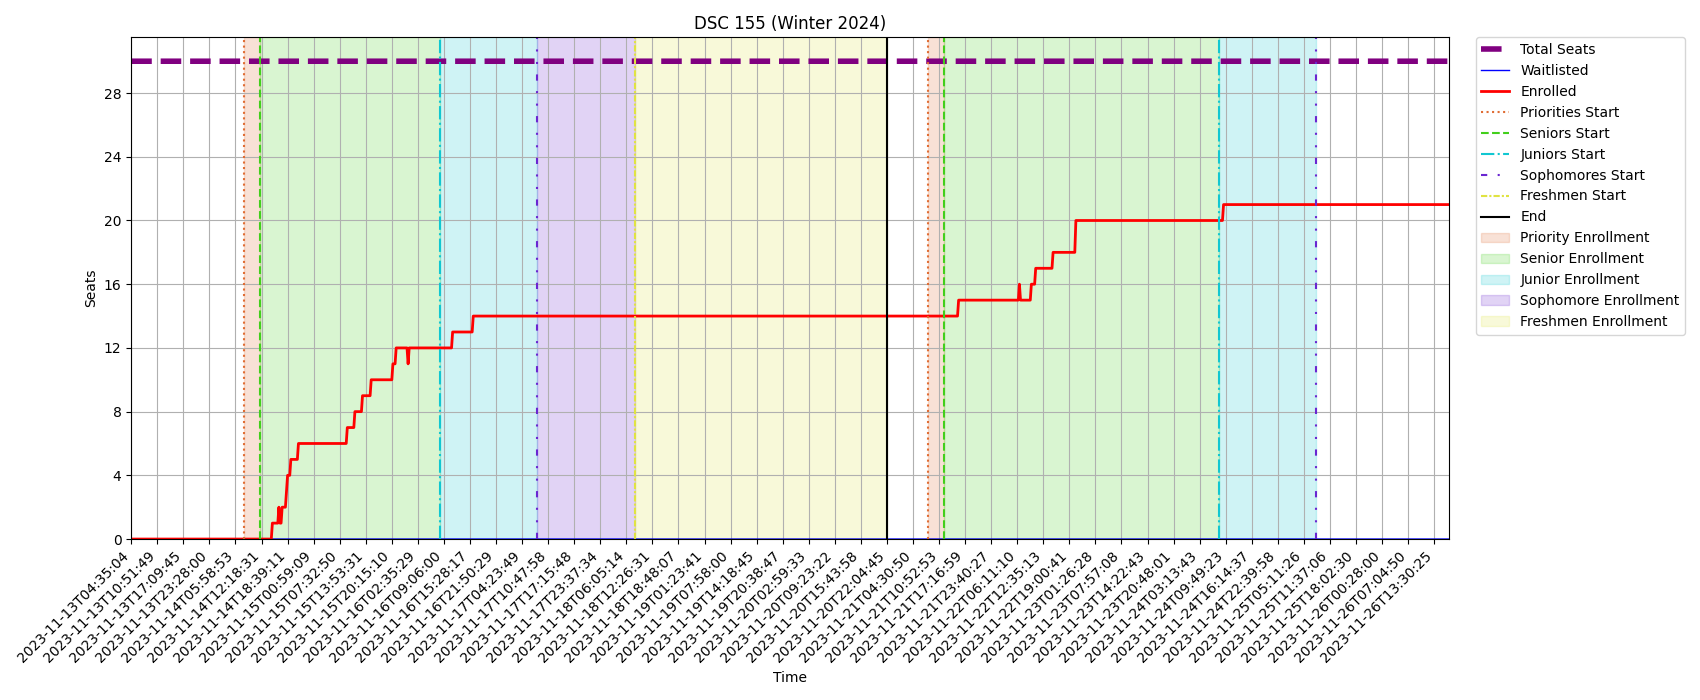 DSC 155 (Winter 2024)
Seats
28
24
20
16
12
8
4
0
2023-11-13T04:35:04
2023-11-13T10:51:49
2023-11-13T17:09:45
2023-11-13T23:28:00
2023-11-14T05:58:53
2023-11-14T12:18:31
2023-11-14T18:39:11
2023-11-15T00:59:09
2023-11-15T07:32:50
2023-11-15T13:53:31
2023-11-15T20:15:10
2023-11-16T02:35:29
2023-11-16T09:06:00
2023-11-16T15:28:17
2023-11-16T21:50:29
2023-11-17T04:23:49
2023-11-17T10:47:58
2023-11-17T17:15:48
2023-11-17T23:37:34
2023-11-18T06:05:14
2023-11-18T12:26:31
2023-11-18T18:48:07
2023-11-19T01:23:41
2023-11-19T07:58:00
2023-11-19T14:18:45
2023-11-19T20:38:47
2023-11-20T02:59:33
2023-11-20T09:23:22
2023-11-20T15:43:58
2023-11-20T22:04:45
2023-11-21T04:30:50
2023-11-21T10:52:53
2023-11-21T17:16:59
2023-11-21T23:40:27
2023-11-22T06:11:10
2023-11-22T12:35:13
2023-11-22T19:00:41
2023-11-23T01:26:28
2023-11-23T07:57:08
2023-11-23T14:22:43
2023-11-23T20:48:01
2023-11-24T03:13:43
2023-11-24T09:49:23
2023-11-24T16:14:37
2023-11-24T22:39:58
2023-11-25T05:11:26
2023-11-25T11:37:06
2023-11-25T18:02:30
2023-11-26T00:28:00
2023-11-26T07:04:50
2023-11-26T13:30:25
Time
Total Seats
Waitlisted
Enrolled
Priorities Start
Seniors Start
Juniors Start
Sophomores Start
Freshmen Start
End
Priority Enrollment
Senior Enrollment
Junior Enrollment
Sophomore Enrollment
Freshmen Enrollment